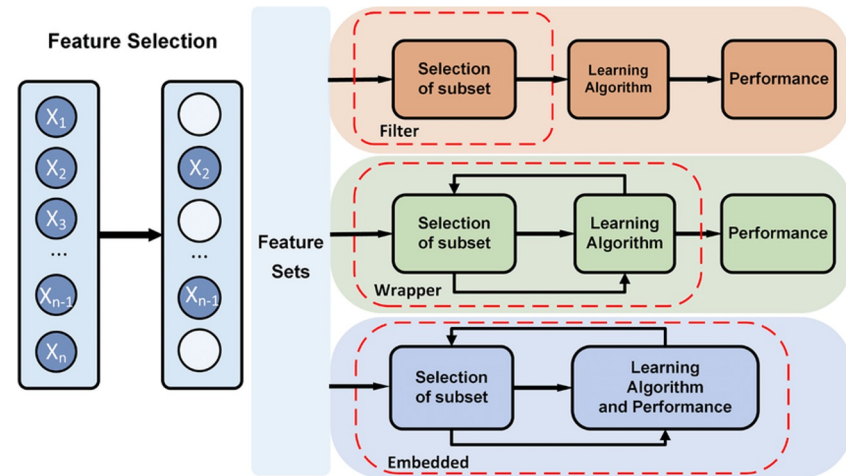 Feature Selection
X1
X2
X3
...
Xn-1
Xn
X2
...
Xn-1
Feature
Sets
Selection
of subset
Learning
Algorithm
Performance
Filter
Selection
of subset
Learning
Algorithm
Performance
Wrapper
Selection
of subset
Learning
Algorithm
and Performance
Embedded